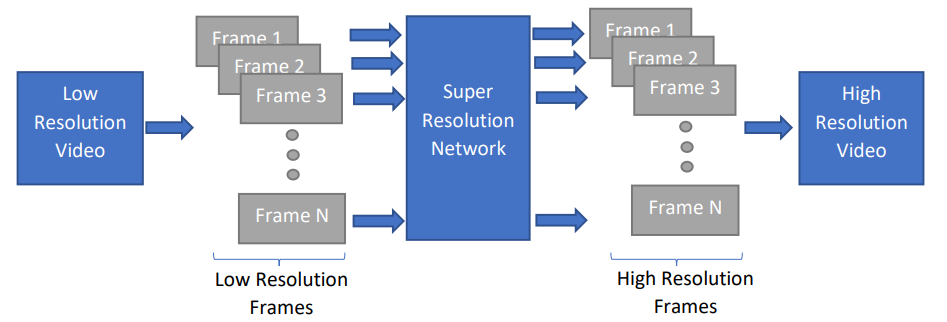 Low
Resolution
Video
Frame 1
Frame 2
Frame 3
Frame N
Low Resolution
Frames
Super
Resolution
Network
Frame 1
Frame 2
Frame 3
Frame N
High Resolution
Frames
High
Resolution
Video